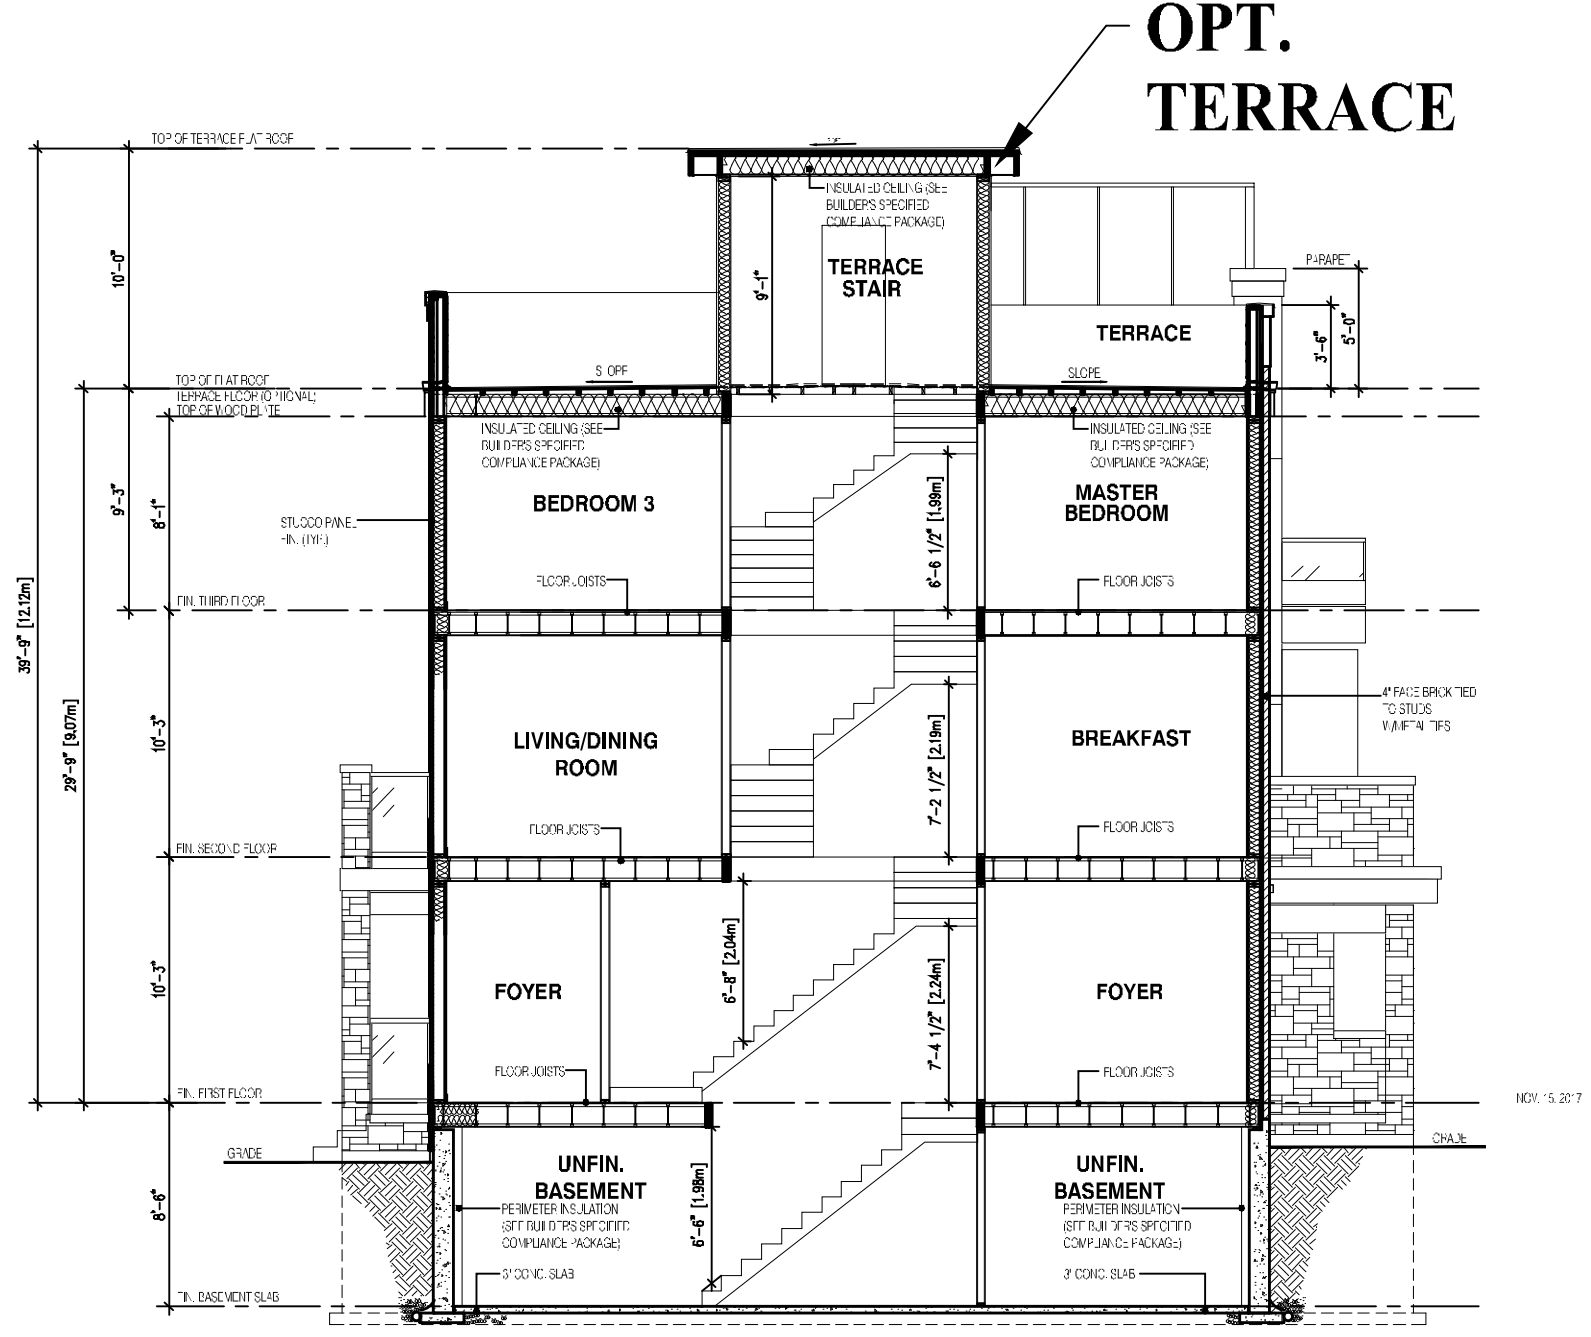 OPT.
TERRACE
TOP OF TERRACE FLAT ROOF
INSULATED CEILING (SEE
BUILDER'S SPECIFIED
COMPLIANCE PACKAGE)
10'-0"
9'-1"
TERRACE
STAIR
PARAPET
TERRACE
3'-6"
5'-0"
SLOPE
SLOPE
TOP OF FLAT ROOF
TERRACE FLOOR (OPTIONAL)
TOP OF WOOD PLATE
INSULATED CEILING (SEE
BUILDER'S SPECIFIED
COMPLIANCE PACKAGE)
INSULATED CEILING (SEE
BUILDER'S SPECIFIED
COMPLIANCE PACKAGE)
9'-3"
8'-1"
BEDROOM 3
MASTER
BEDROOM
STUCCO PANEL
FIN. (TYP.)
6'-6 1/2" [1.99m]
FLOOR JOISTS
FLOOR JOISTS
FIN. THIRD FLOOR
39'-9" [12.12m]
29'-9" [9.07m]
10'-3"
LIVING/DINING
ROOM
7'-2 1/2" [2.19m]
BREAKFAST
4" FACE BRICK TIED
TO STUDS
W/METAL TIES
FLOOR JOISTS
FLOOR JOISTS
FIN. SECOND FLOOR
10'-3"
FOYER
6'-8" [2.04m]
7'-4 1/2" [2.24m]
FOYER
FLOOR JOISTS
FLOOR JOISTS
FIN. FIRST FLOOR
NOV. 15, 2017
GRADE
GRADE
8'-6"
UNFIN.
BASEMENT
PERIMETER INSULATION
(SEE BUILDER'S SPECIFIED
COMPLIANCE PACKAGE)
6'-6" [1.98m]
UNFIN.
BASEMENT
PERIMETER INSULATION
(SEE BUILDER'S SPECIFIED
COMPLIANCE PACKAGE)
3" CONC. SLAB
3" CONC. SLAB
FIN. BASEMENT SLAB